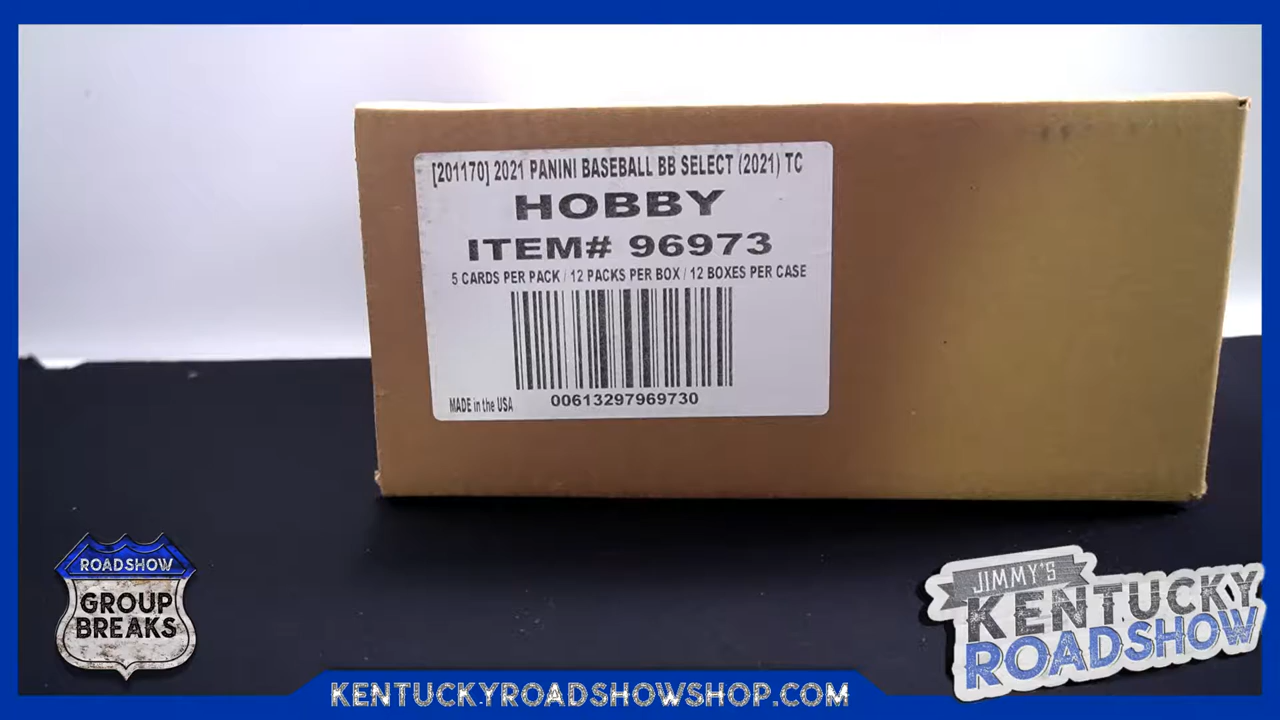 [201170] 2021 PANINI BASEBALL BB SELECT (2021) TC
HOBBY
ITEM# 96973
5 CARDS PER PACK / 12 PACKS PER BOX / 12 BOXES PER CASE
MADE in the USA
00613297969730
ROADSHOW
GROUP
BREAKS
JIMMY'S
KENTUCKY
ROADSHOW
KENTUCKYROADSHOWSHOP.COM